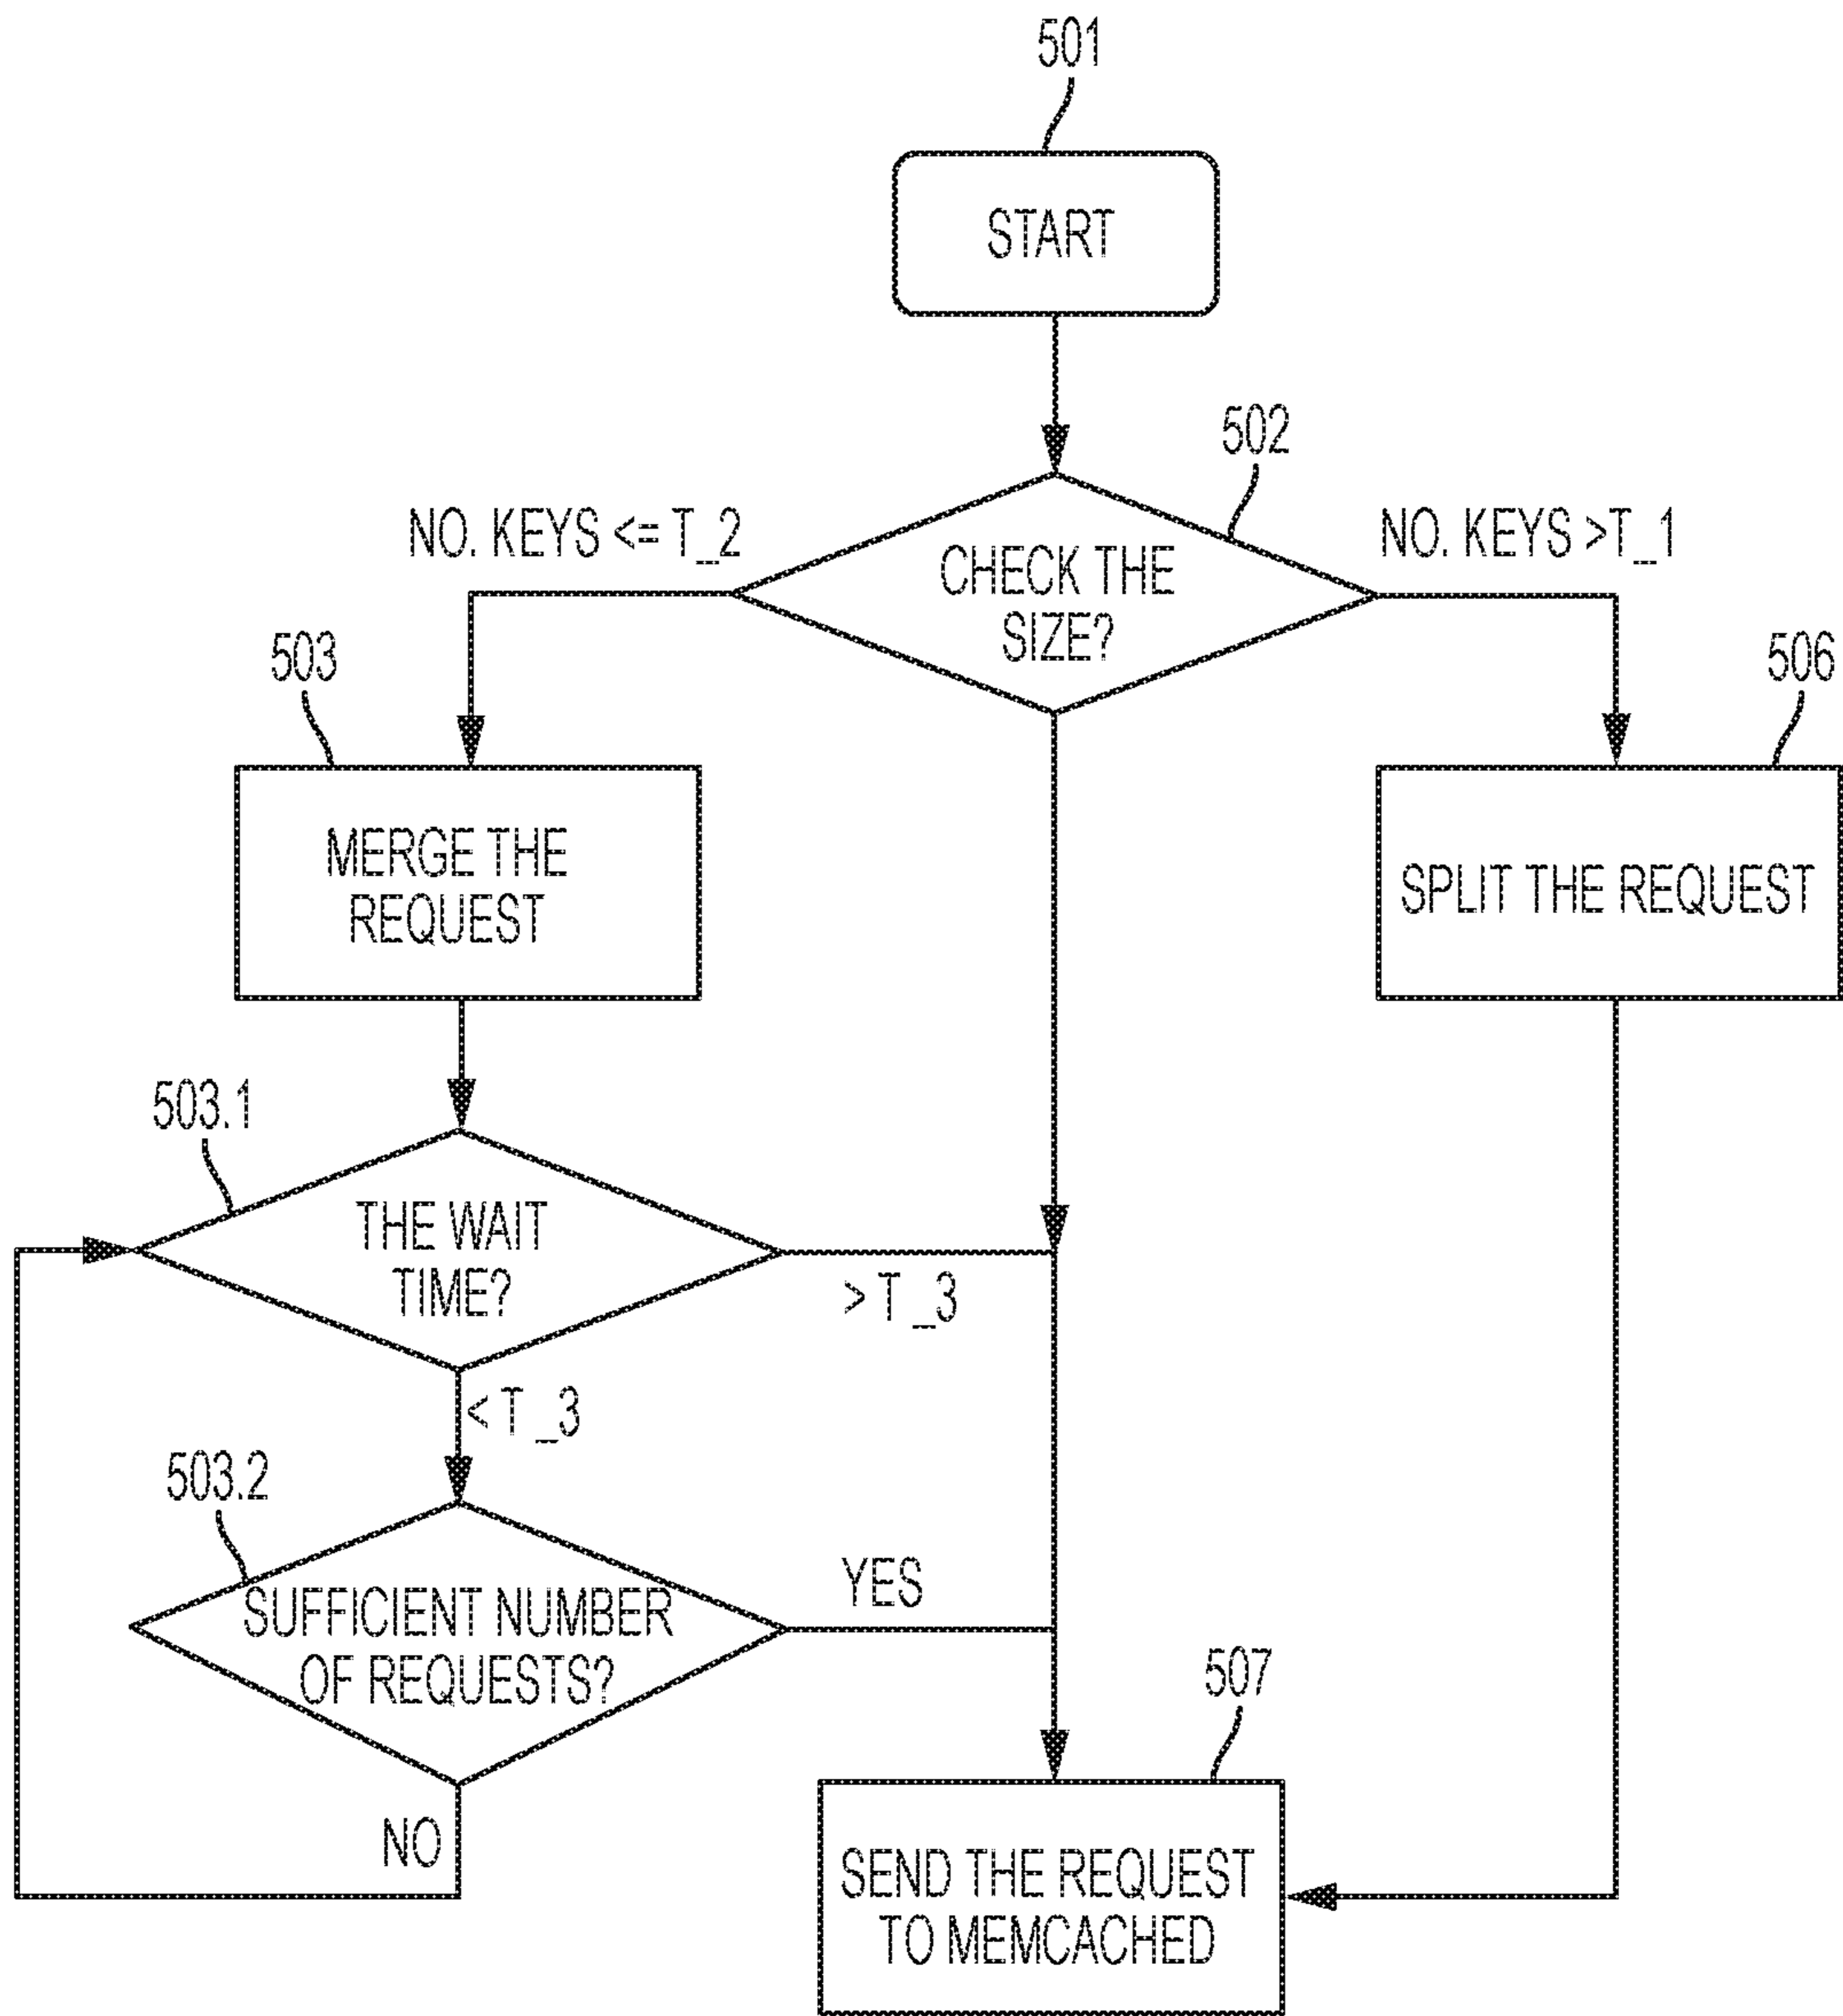 501
START
502
NO. KEYS <= T_2
NO. KEYS >T_1
CHECK THE
SIZE?
503
506
MERGE THE
REQUEST
SPLIT THE REQUEST
503.1
THE WAIT
TIME?
> T_3
< T_3
503.2
YES
SUFFICIENT NUMBER
OF REQUESTS?
507
NO
SEND THE REQUEST
TO MEMCACHED